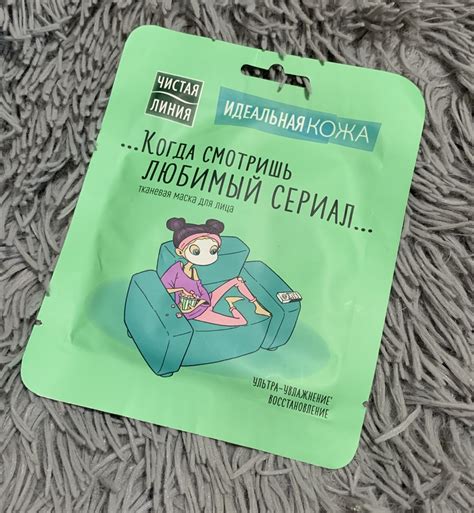 ЧИСТАЯ
ЛИНИЯ
ИДЕАЛЬНАЯ КОЖА
...КОГДА СМОТРИШЬ
ЛЮБИМЫЙ СЕРИАЛ...
ТКАНЕВАЯ МАСКА ДЛЯ ЛИЦА
УЛЬТРА-УВЛАЖНЕНИЕ
ВОССТАНОВЛЕНИЕ